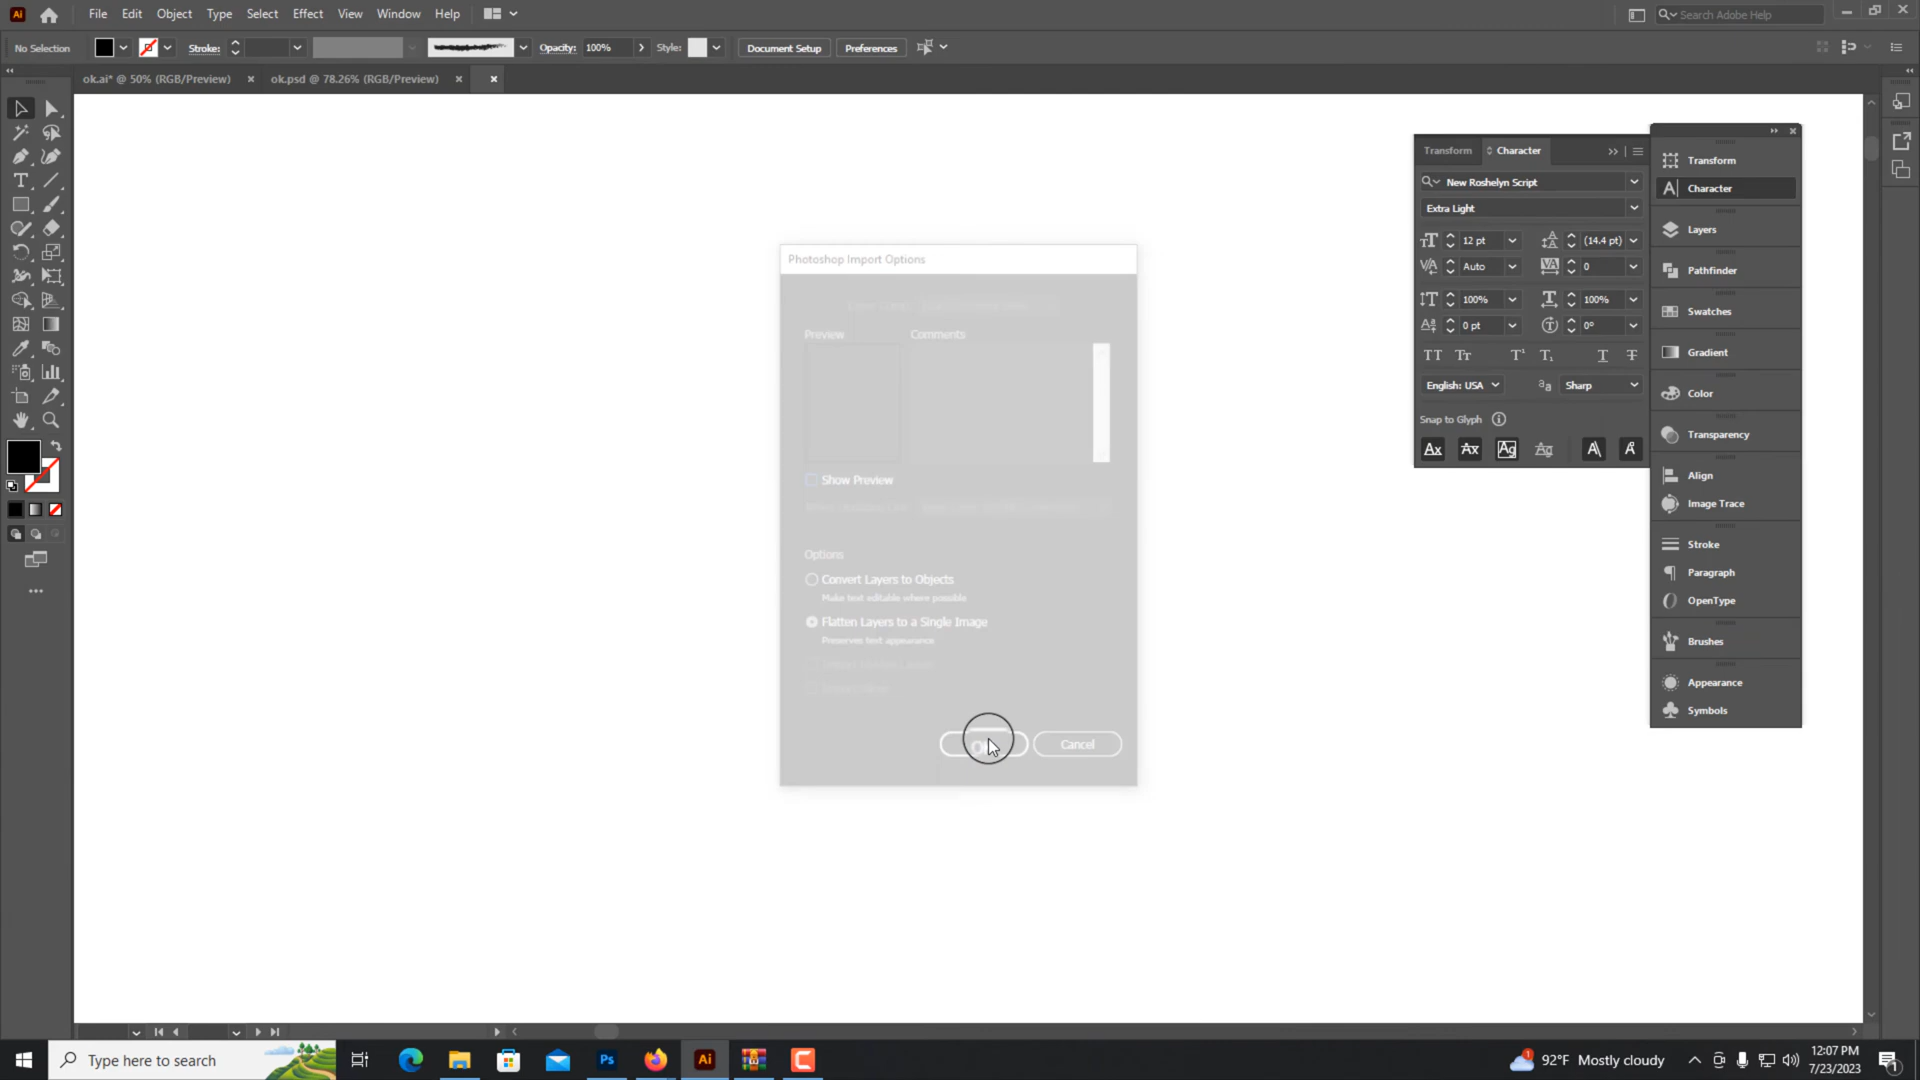 Ai File Edit Object Type Select Effect View Window Help Search Adobe Help
No Selection Stroke: Opacity: 100% Style: Document Setup Preferences
ok.ai* @ 50% (RGB/Preview) × ok.psd @ 78.26% (RGB/Preview) × ×
Transform Character
New Roshelyn Script
Extra Light
12 pt (14.4 pt)
Auto 0
100% 100%
0 pt 0°
English: USA Sharp
Snap to Glyph
Transform
Character
Layers
Pathfinder
Swatches
Gradient
Color
Transparency
Align
Image Trace
Stroke
Paragraph
OpenType
Brushes
Appearance
Symbols
Photoshop Import Options
Preview Comments
Show Preview
Options
Convert Layers to Objects
Make text editable where possible
Flatten Layers to a Single Image
Preserves text appearance
Cancel
Type here to search Ps Ai 92°F Mostly cloudy
12:07 PM
7/23/2023